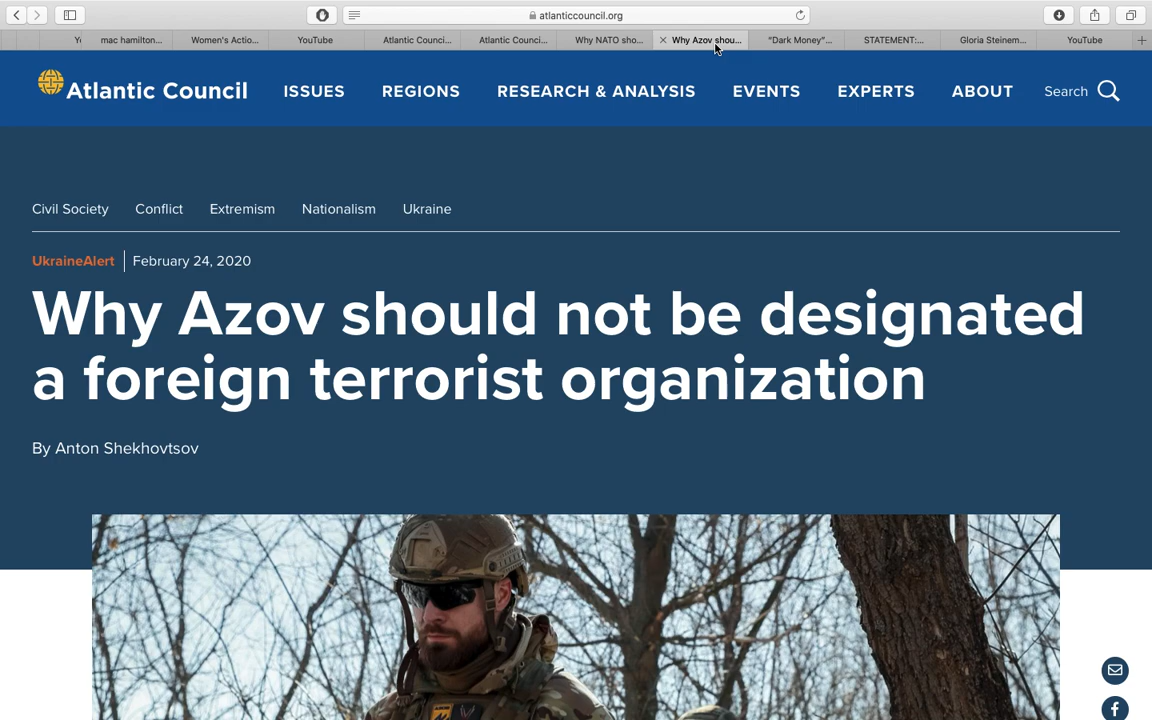 atlanticcouncil.org
Yo
mac hamilton...
Women's Actio...
YouTube
Atlantic Counci...
Atlantic Counci...
Why NATO sho...
Why Azov shou...
"Dark Money"...
STATEMENT:...
Gloria Steinem...
YouTube
Atlantic Council
ISSUES
REGIONS
RESEARCH & ANALYSIS
EVENTS
EXPERTS
ABOUT
Search
Civil Society
Conflict
Extremism
Nationalism
Ukraine
UkraineAlert
February 24, 2020
Why Azov should not be designated
a foreign terrorist organization
By Anton Shekhovtsov